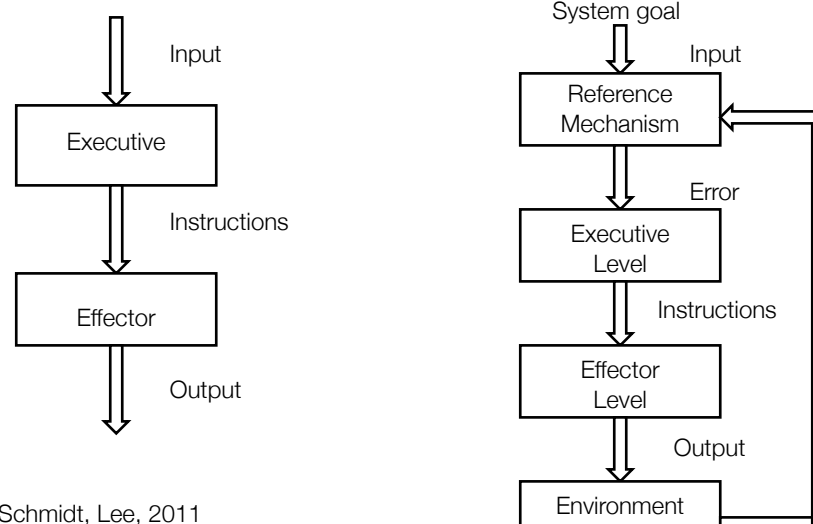 Input
Executive
Instructions
Effector
Output
Schmidt, Lee, 2011
System goal
Input
Reference
Mechanism
Error
Executive
Level
Instructions
Effector
Level
Output
Environment